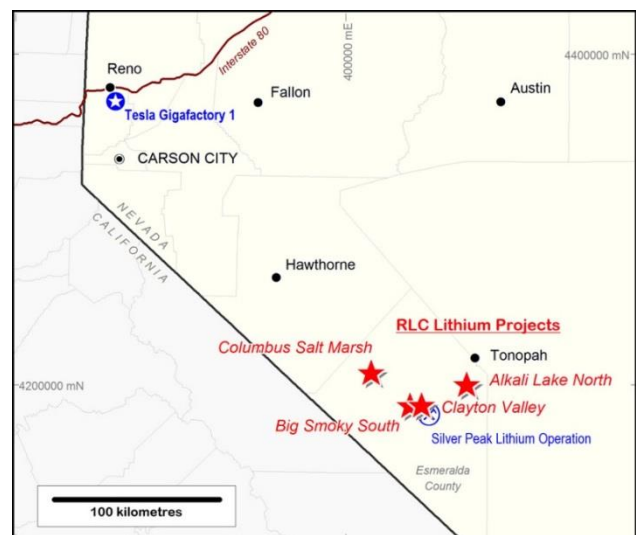 Interstate 80
400000 mE
4400000 mN
Reno
Tesla Gigafactory 1
Fallon
Austin
CARSON CITY
NEVADA
CALIFORNIA
Hawthorne
RLC Lithium Projects
Columbus Salt Marsh
Tonopah
4200000 mN
Alkali Lake North
Clayton Valley
Big Smoky South
Silver Peak Lithium Operation
Esmeralda
County
100 kilometres